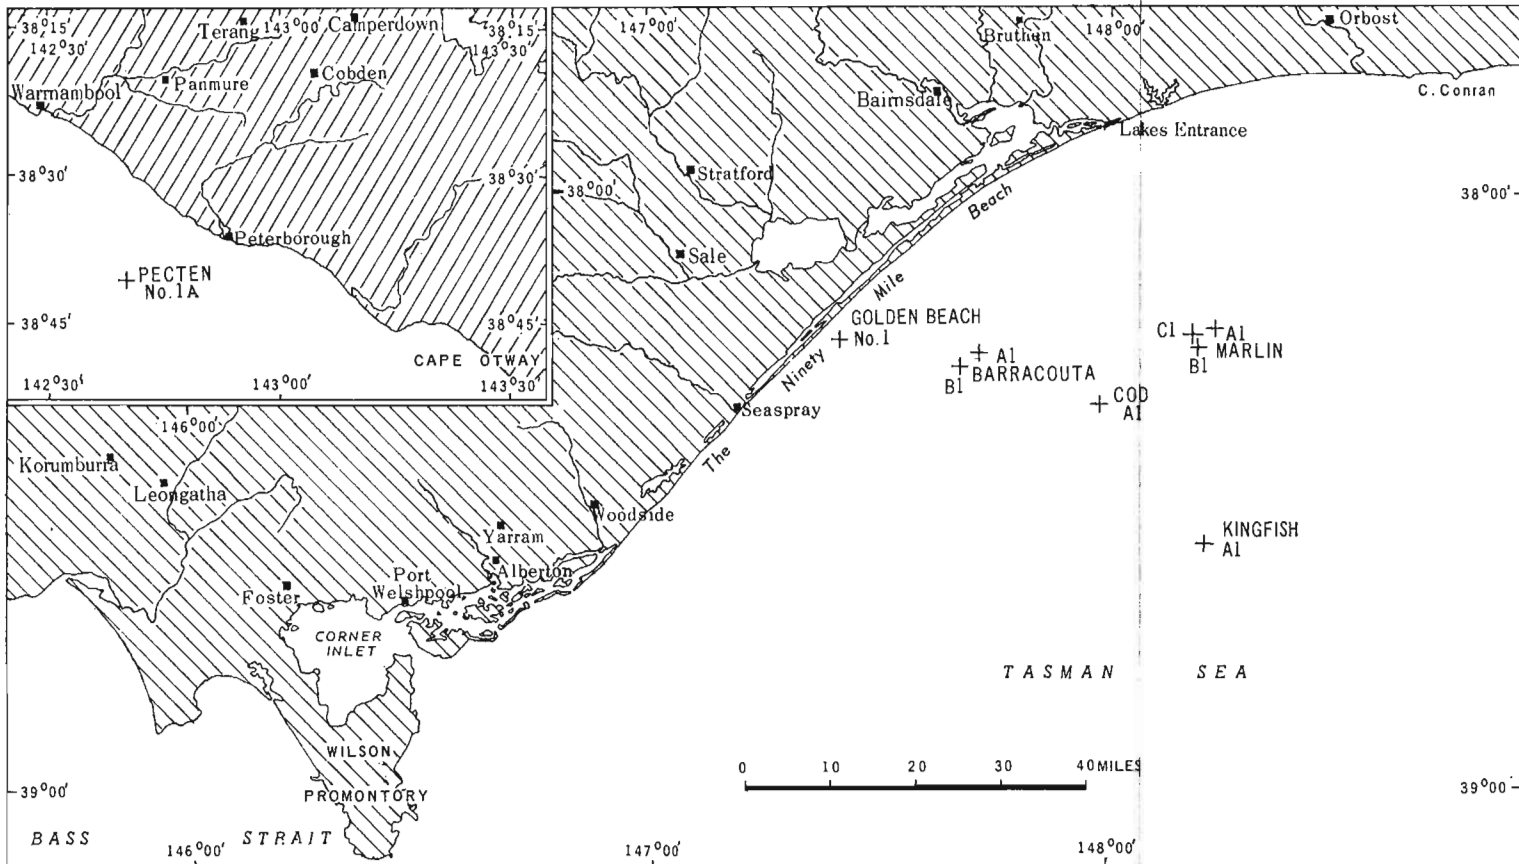 38°15'
142°30'
Terang
143°00'
Camperdown
38°15'
143°30'
Panmure
Cobden
Warrnambool
38°30'
38°30'
Peterborough
PECTEN
No.1A
38°45'
38°45'
CAPE OTWAY
142°30'
143°00'
143°30'
147°00'
Bruthen
148°00'
Orbost
Bairnsdale
C. Conran
Lakes Entrance
Stratford
38°00'
38°00'
Sale
The Ninety Mile Beach
GOLDEN BEACH
No.1
A1
B1
BARRACOUTA
C1
A1
MARLIN
B1
COD
A1
Seaspray
146°00'
Korumburra
Leongatha
Woodside
Yarram
Alberton
Port
Welshpool
Foster
KINGFISH
A1
CORNER
INLET
TASMAN SEA
WILSON
PROMONTORY
0 10 20 30 40 MILES
39°00'
39°00'
BASS STRAIT
146°00'
147°00'
148°00'